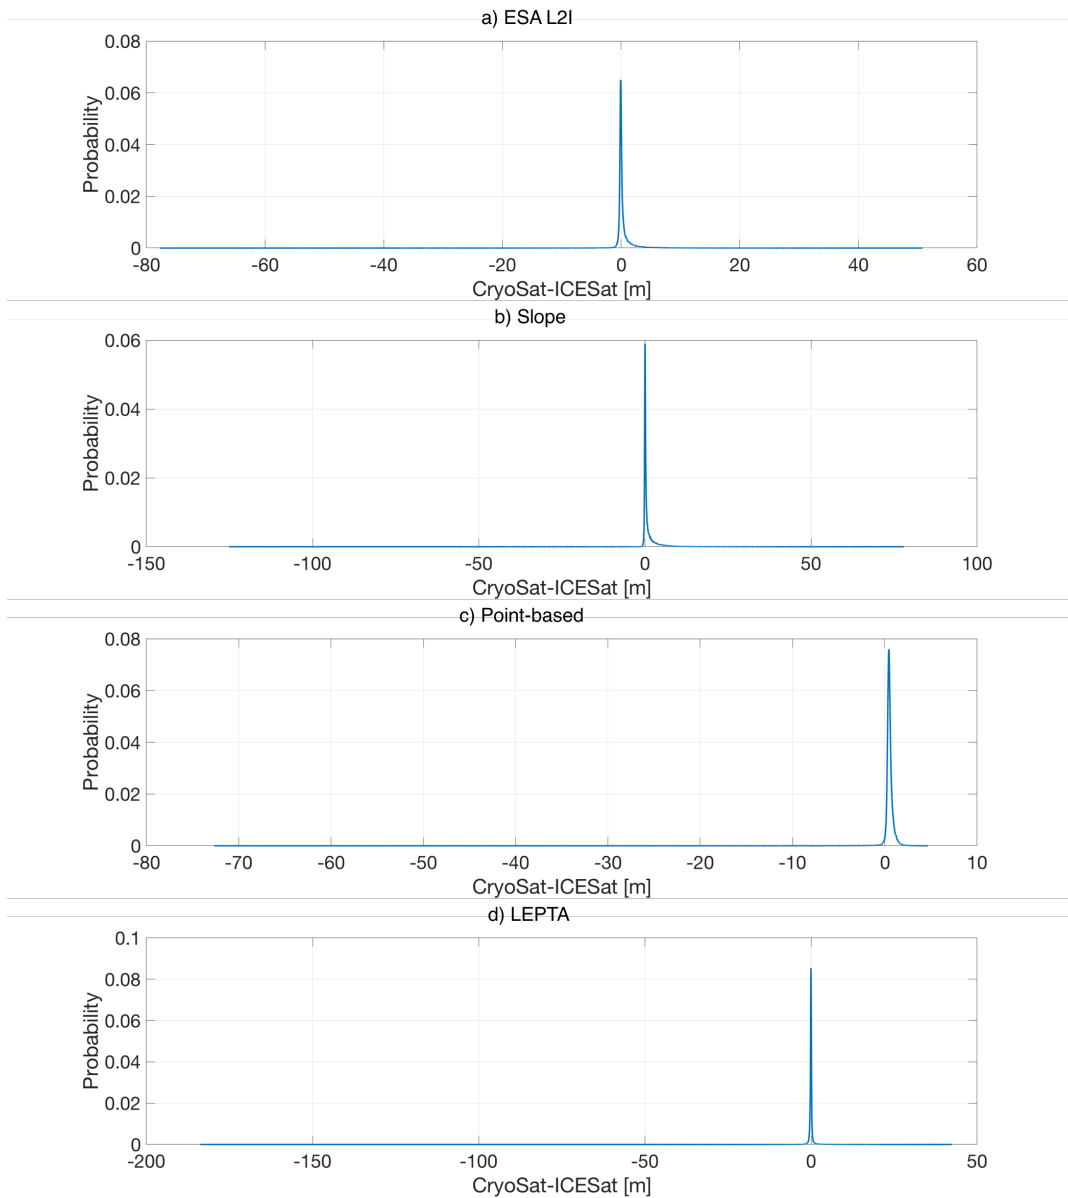 a) ESA L2I
0.08
0.06
0.04
0.02
0
Probability
-80 -60 -40 -20 0 20 40 60
CryoSat-ICESat [m]
b) Slope
0.06
0.04
0.02
0
Probability
-150 -100 -50 0 50 100
CryoSat-ICESat [m]
c) Point-based
0.08
0.06
0.04
0.02
0
Probability
-80 -70 -60 -50 -40 -30 -20 -10 0 10
CryoSat-ICESat [m]
d) LEPTA
0.1
0.08
0.06
0.04
0.02
0
Probability
-200 -150 -100 -50 0 50
CryoSat-ICESat [m]